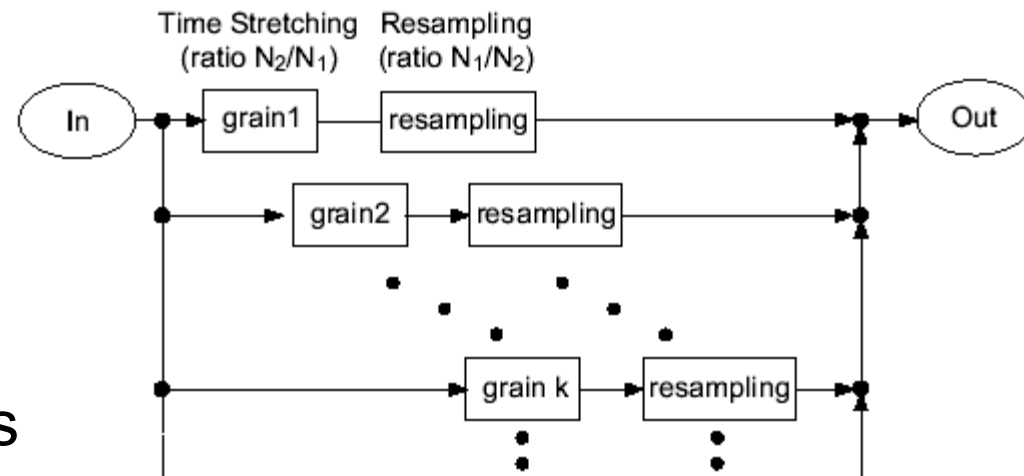 Time Stretching Resampling
(ratio N₂/N₁) (ratio N₁/N₂)
In grain1 resampling Out
grain2 resampling
grain k resampling
s